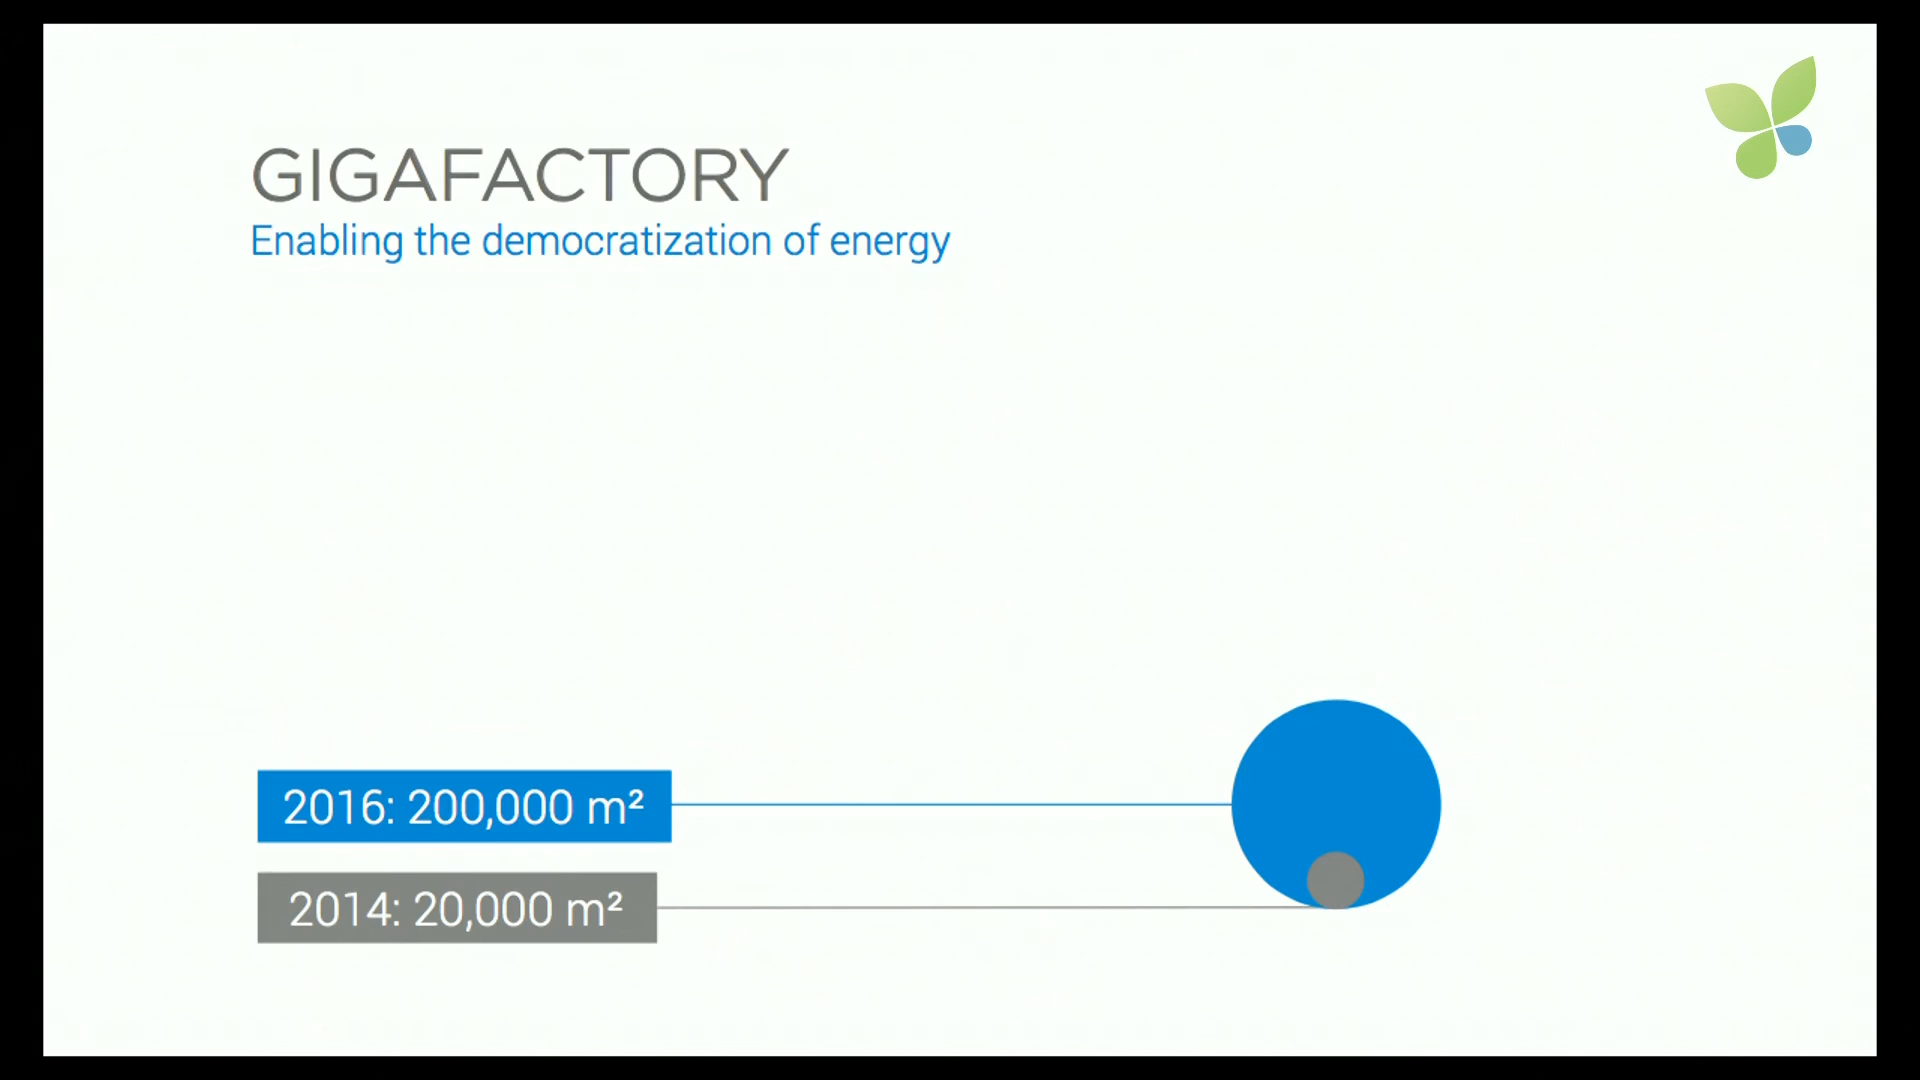 GIGAFACTORY
Enabling the democratization of energy
2016: 200,000 m²
2014: 20,000 m²